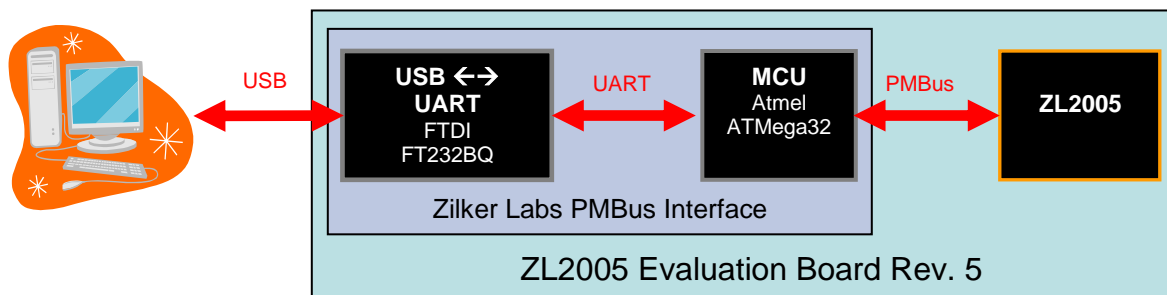 USB
USB ←→
UART
FTDI
FT232BQ
UART
MCU
Atmel
ATMega32
PMBus
ZL2005
Zilker Labs PMBus Interface
ZL2005 Evaluation Board Rev. 5